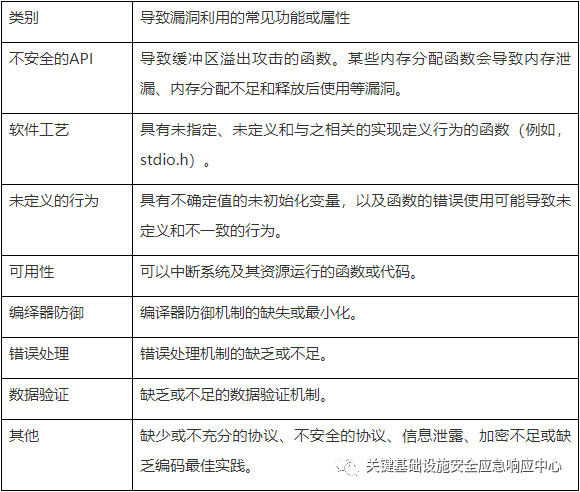 类别 导致漏洞利用的常见功能或属性
不安全的API 导致缓冲区溢出攻击的函数。某些内存分配函数会导致内存泄
漏、内存分配不足和释放后使用等漏洞。
软件工艺 具有未指定、未定义和与之相关的实现定义行为的函数（例如，
stdio.h）。
未定义的行为 具有不确定值的未初始化变量，以及函数的错误使用可能导致未
定义和不一致的行为。
可用性 可以中断系统及其资源运行的函数或代码。
编绎器防御 编译器防御机制的缺失或最小化。
错误处理 错误处理机制的缺乏或不足。
数据验证 缺乏或不足的数据验证机制。
其他 缺少或不充分的协议、不安全的协议、信息泄露、加密不足或缺
乏编码最佳实践。
关键基础设施安全应急响应中心